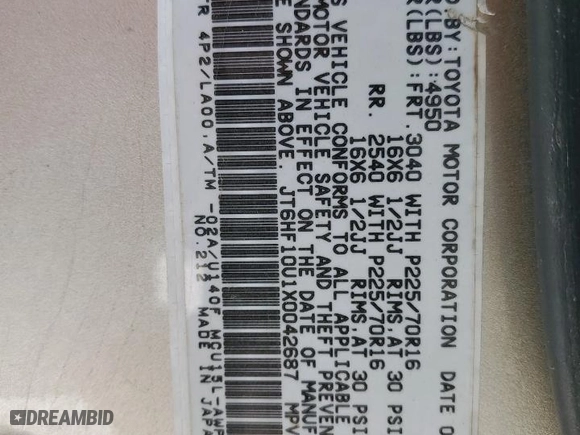 D.BY:TOYOTA MOTOR CORPORATION DATE O
R(LBS):4950
R(LBS):FRT. 3040 WITH P225/70R16
16X6 1/2JJ RIMS,AT 30 PSI
RR. 2540 WITH P225/70R16
16X6 1/2JJ RIMS,AT 30 PSI
S VEHICLE CONFORMS TO ALL APPLICABLE
MOTOR VEHICLE SAFETY AND THEFT PREVEN
NDARDS IN EFFECT ON THE DATE OF MANUF
E SHOWN ABOVE. JT6HF10U1X0042687 MPV
TR 4P2/LA00,A/TM -02A/U140F MCU15L-AWP
NO.212 MADE IN JAPA
DREAMBID